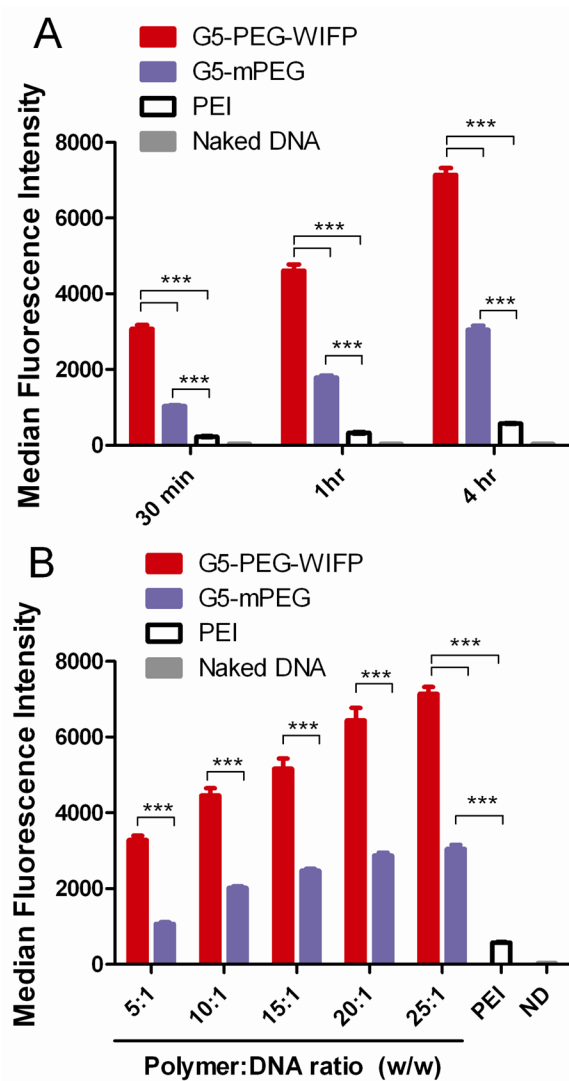 A
G5-PEG-WIFP
G5-mPEG
PEI
Naked DNA
Median Fluorescence Intensity
8000
6000
4000
2000
0
***
***
***
***
***
***
***
***
***
30 min
1hr
4 hr
B
G5-PEG-WIFP
G5-mPEG
PEI
Naked DNA
Median Fluorescence Intensity
8000
6000
4000
2000
0
***
***
***
***
***
***
5:1
10:1
15:1
20:1
25:1
PEI
ND
Polymer:DNA ratio (w/w)